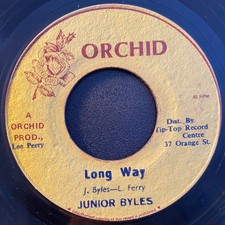 ORCHID
45 RPM
A
ORCHID
PROD.,
Lee Perry
Dist. By
Tip-Top Record
Centre
37 Orange St.
Long Way
J. Byles—L. Perry
JUNIOR BYLES